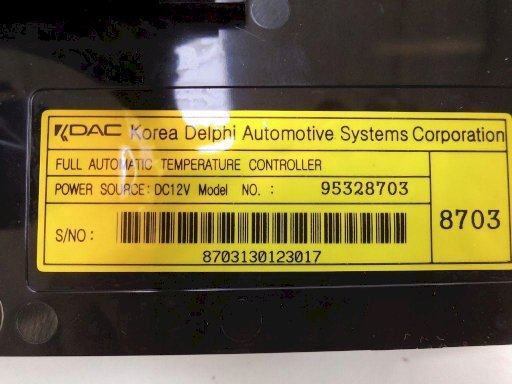 KDAC Korea Delphi Automotive Systems Corporation
FULL AUTOMATIC TEMPERATURE CONTROLLER
POWER SOURCE: DC12V Model NO. : 95328703
8703
S/NO :
8703130123017